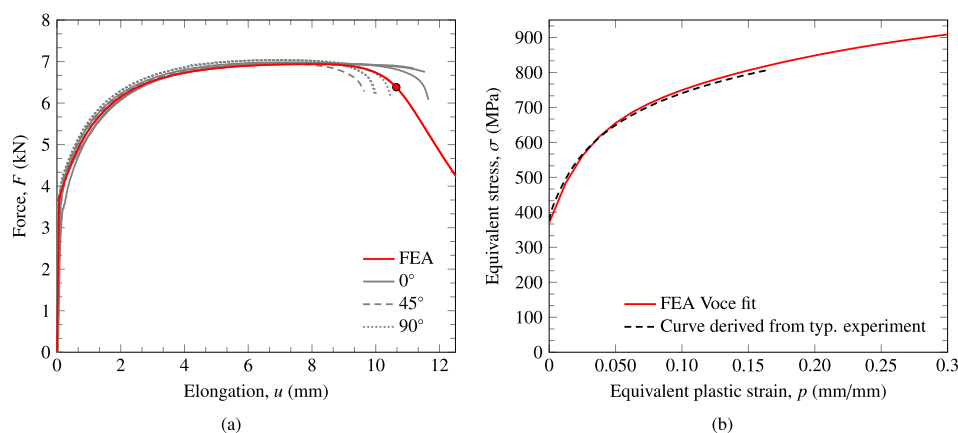 8
7
6
5
4
3
2
1
0
Force, F (kN)
FEA
0°
45°
90°
0 2 4 6 8 10 12
Elongation, u (mm)
(a)
900
800
700
600
500
400
300
200
100
0
Equivalent stress, σ (MPa)
FEA Voce fit
Curve derived from typ. experiment
0 0.050 0.10 0.15 0.20 0.25 0.3
Equivalent plastic strain, p (mm/mm)
(b)